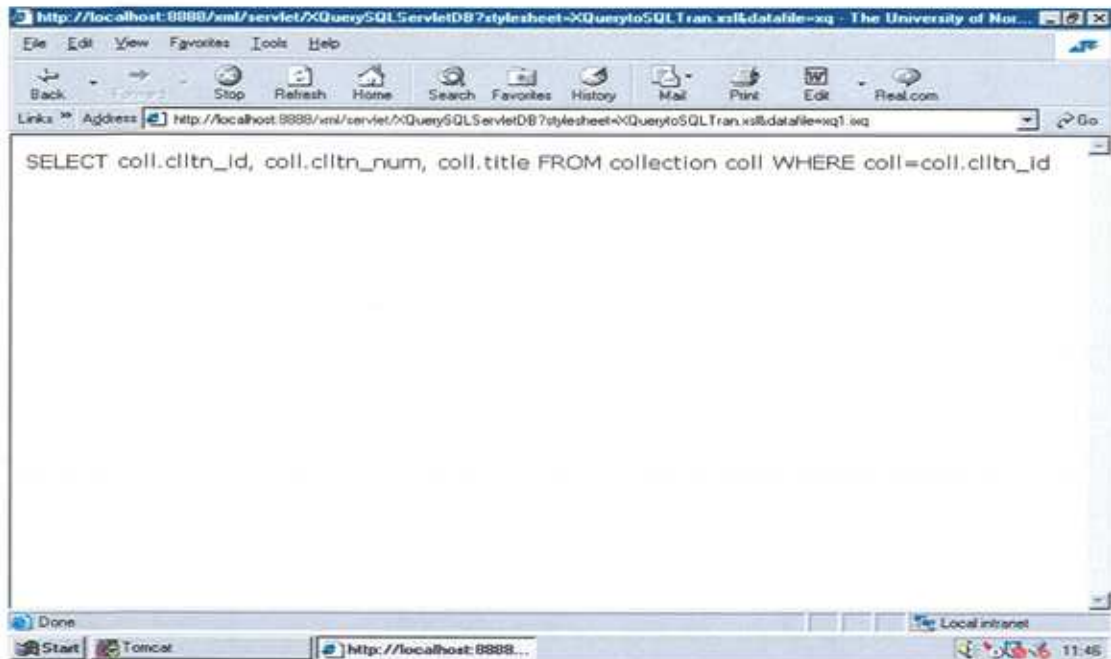 http://localhost:8888/xml/servlet/XQuerySQLServletDB?stylesheet=XQuerytoSQLTran.xsl&datafile=xq - The University of Nor...
File Edit View Favorites Tools Help
Back Forward Stop Refresh Home Search Favorites History Mail Print Edit Real.com
Links » Address http://localhost:8888/xml/servlet/XQuerySQLServletDB?stylesheet=XQuerytoSQLTran.xsl&datafile=xq1.ixq Go
SELECT coll.clltn_id, coll.clltn_num, coll.title FROM collection coll WHERE coll=coll.clltn_id
Done Local intranet
Start Tomcat http://localhost:8888... 11:46